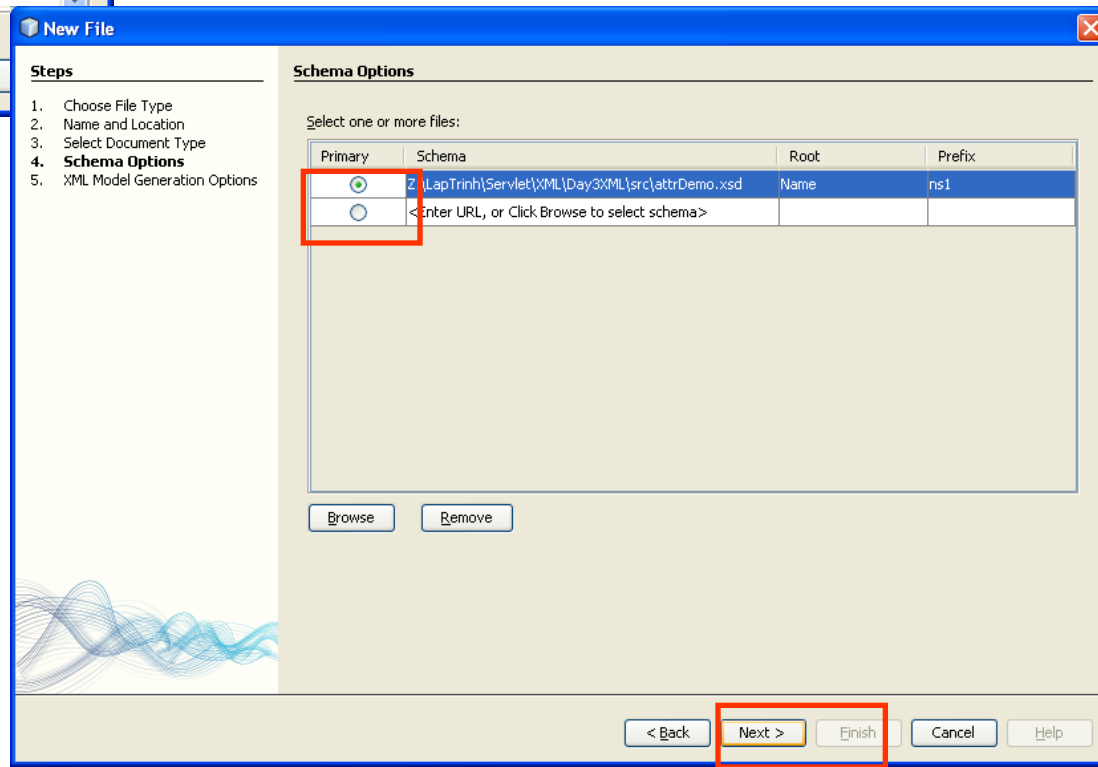 New File
Steps
1. Choose File Type
2. Name and Location
3. Select Document Type
4. Schema Options
5. XML Model Generation Options
Schema Options
Select one or more files:
Primary Schema Root Prefix
Z:\LapTrinh\Servlet\XML\Day3XML\src\attrDemo.xsd Name ns1
<Enter URL, or Click Browse to select schema>
Browse Remove
< Back Next > Finish Cancel Help